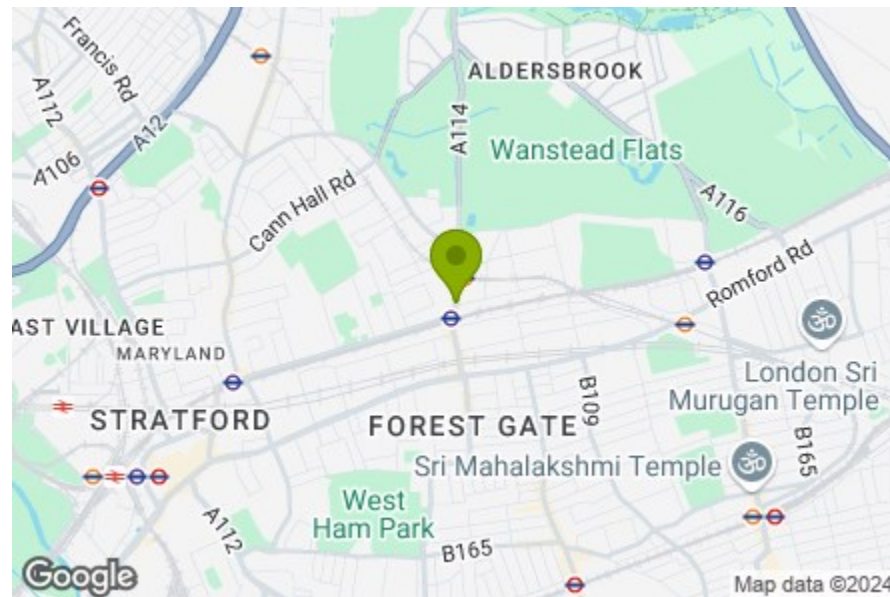 Francis Rd
A112
A12
A106
Cann Hall Rd
A114
ALDERSBROOK
Wanstead Flats
A116
Romford Rd
AST VILLAGE
MARYLAND
STRATFORD
FOREST GATE
B109
London Sri
Murugan Temple
Sri Mahalakshmi Temple
B165
West
Ham Park
A112
B165
Google
Map data ©2024